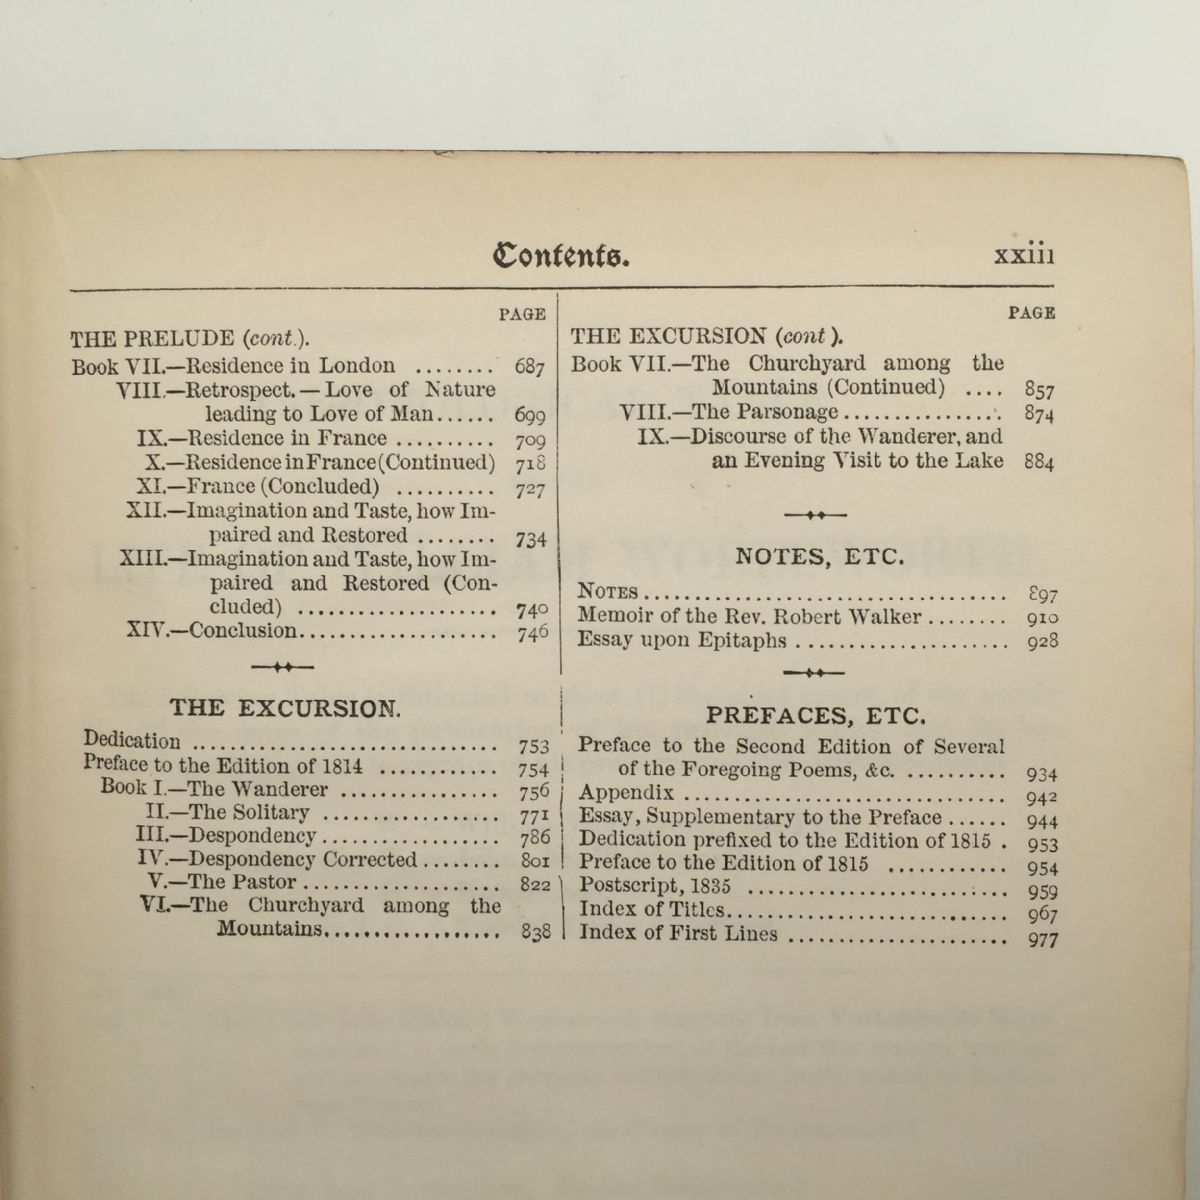 Contents. xxiii
PAGE
THE PRELUDE (cont.).
Book VII.—Residence in London ........ 687
VIII.—Retrospect.—Love of Nature
leading to Love of Man...... 699
IX.—Residence in France .......... 709
X.—Residence in France (Continued) 718
XI.—France (Concluded) .......... 727
XII.—Imagination and Taste, how Im-
paired and Restored ........ 734
XIII.—Imagination and Taste, how Im-
paired and Restored (Con-
cluded) ................... 740
XIV.—Conclusion.................... 746
THE EXCURSION.
Dedication ................................ 753
Preface to the Edition of 1814 ............ 754
Book I.—The Wanderer ................ 756
II.—The Solitary .................. 771
III.—Despondency................... 786
IV.—Despondency Corrected........ 801
V.—The Pastor.................... 822
VI.—The Churchyard among the
Mountains.................. 838
PAGE
THE EXCURSION (cont ).
Book VII.—The Churchyard among the
Mountains (Continued) .... 857
VIII.—The Parsonage................ 874
IX.—Discourse of the Wanderer, and
an Evening Visit to the Lake 884
NOTES, ETC.
NOTES.................................... 897
Memoir of the Rev. Robert Walker........ 910
Essay upon Epitaphs ..................... 928
PREFACES, ETC.
Preface to the Second Edition of Several
of the Foregoing Poems, &c. .......... 934
Appendix ................................ 942
Essay, Supplementary to the Preface ...... 944
Dedication prefixed to the Edition of 1815 . 953
Preface to the Edition of 1815 ............ 954
Postscript, 1835 .......................... 959
Index of Titles............................ 967
Index of First Lines ...................... 977